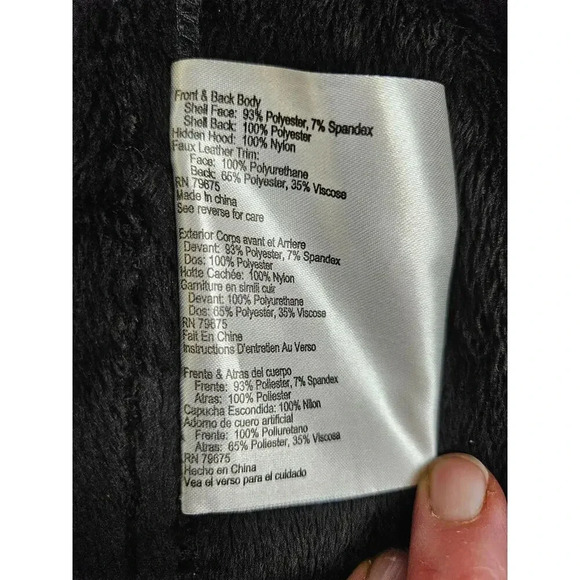 Front & Back Body
Shell Face: 93% Polyester, 7% Spandex
Shell Back: 100% Polyester
Hidden Hood: 100% Nylon
Faux Leather Trim:
Face: 100% Polyurethane
Back: 65% Polyester, 35% Viscose
RN 79675
Made In china
See reverse for care
Exterior Corps avant et Arriere
Devant: 93% Polyester, 7% Spandex
Dos: 100% Polyester
Hotte Cachée: 100% Nylon
Garniture en simili cuir
Devant: 100% Polyurethane
Dos: 65% Polyester, 35% Viscose
RN 79675
Fait En Chine
Instructions D'entretien Au Verso
Frente & Atras del cuerpo
Frente: 93% Poliester, 7% Spandex
Atras: 100% Poliester
Capucha Escondida: 100% Nilon
Adorno de cuero artificial
Frente: 100% Poliuretano
Atras: 65% Poliester, 35% Viscosa
RN 79675
Hecho en China
Vea el verso para el cuidado